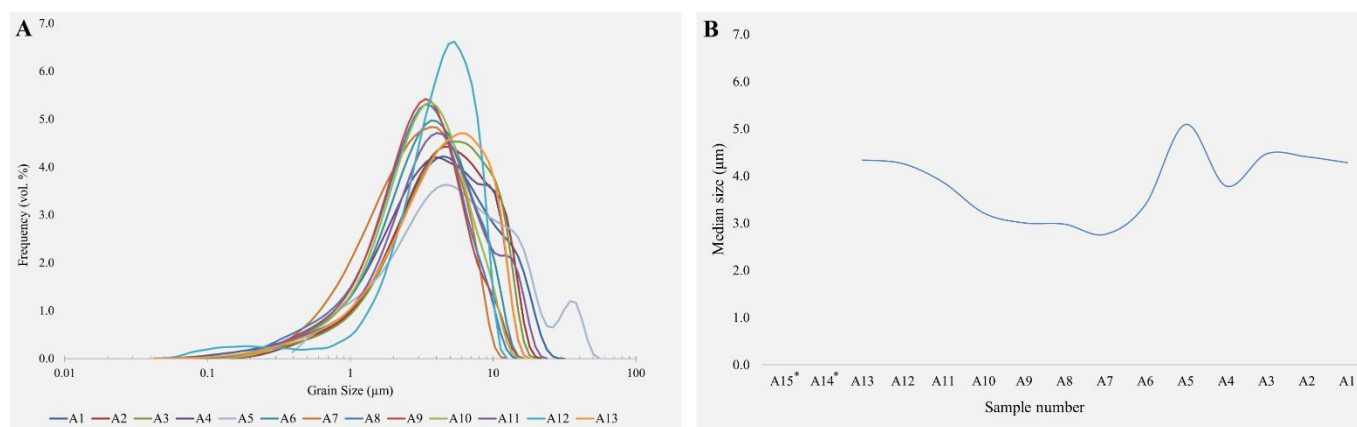 A
7.0
6.0
5.0
4.0
3.0
2.0
1.0
0.0
Frequency (vol. %)
0.01 0.1 1 10 100
Grain Size (µm)
A1 A2 A3 A4 A5 A6 A7 A8 A9 A10 A11 A12 A13
B
7.0
6.0
5.0
4.0
3.0
2.0
1.0
0.0
Median size (µm)
A15* A14* A13 A12 A11 A10 A9 A8 A7 A6 A5 A4 A3 A2 A1
Sample number